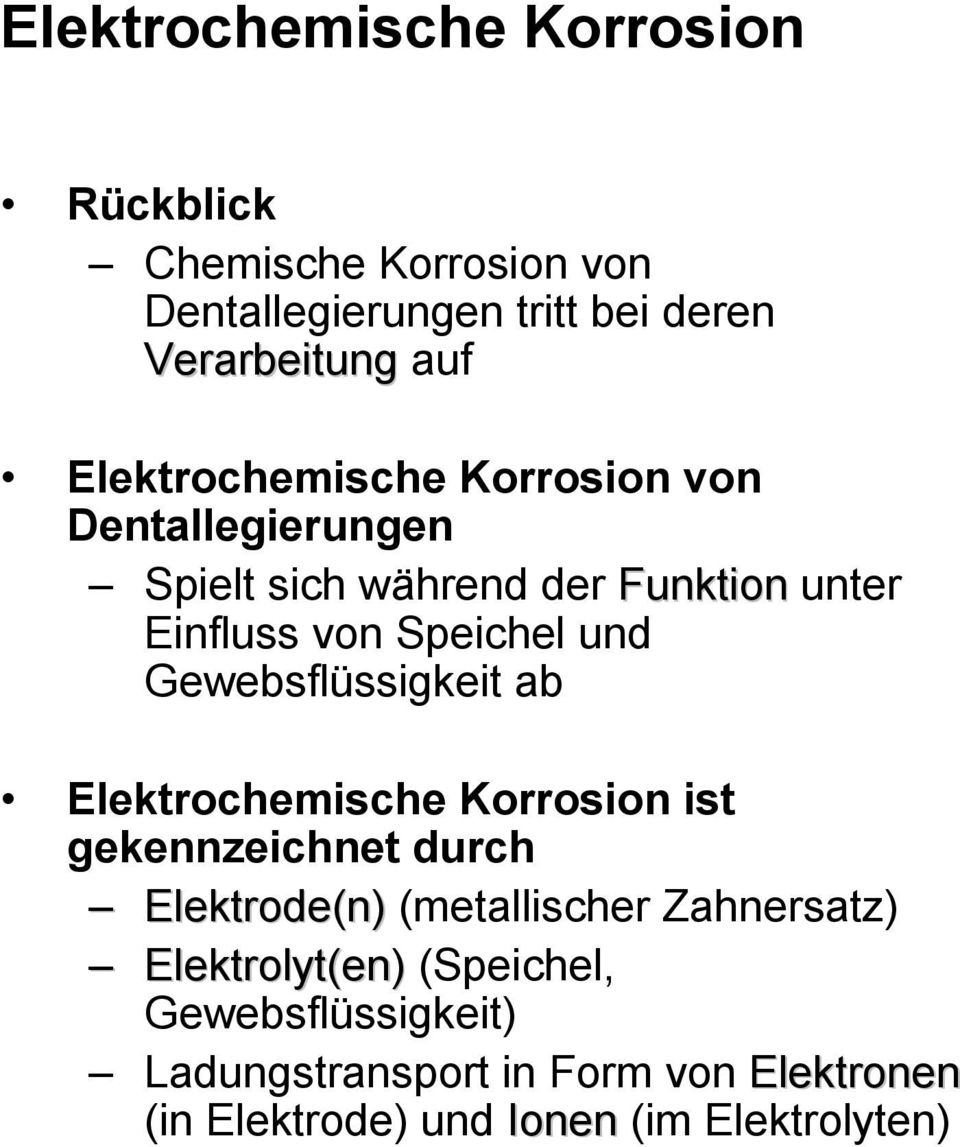 Elektrochemische Korrosion
• Rückblick
– Chemische Korrosion von
Dentallegierungen tritt bei deren
Verarbeitung auf
• Elektrochemische Korrosion von
Dentallegierungen
– Spielt sich während der Funktion unter
Einfluss von Speichel und
Gewebsflüssigkeit ab
• Elektrochemische Korrosion ist
gekennzeichnet durch
– Elektrode(n) (metallischer Zahnersatz)
– Elektrolyt(en) (Speichel,
Gewebsflüssigkeit)
– Ladungstransport in Form von Elektronen
(in Elektrode) und Ionen (im Elektrolyten)